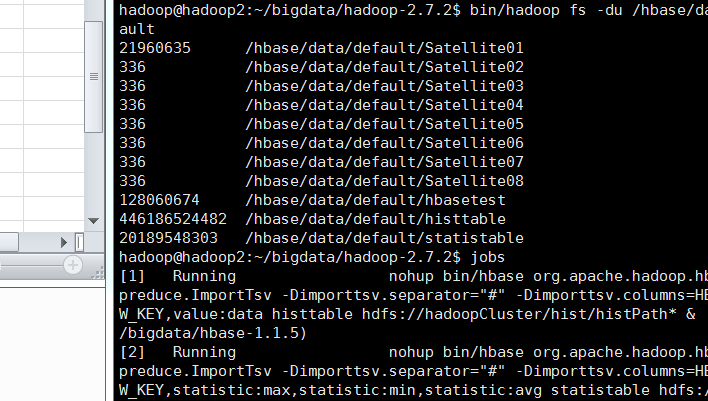 hadoop@hadoop2:~/bigdata/hadoop-2.7.2$ bin/hadoop fs -du /hbase/da
ault
21960635 /hbase/data/default/Satellite01
336 /hbase/data/default/Satellite02
336 /hbase/data/default/Satellite03
336 /hbase/data/default/Satellite04
336 /hbase/data/default/Satellite05
336 /hbase/data/default/Satellite06
336 /hbase/data/default/Satellite07
336 /hbase/data/default/Satellite08
128060674 /hbase/data/default/hbasetest
446186524482 /hbase/data/default/histtable
20189548303 /hbase/data/default/statistable
hadoop@hadoop2:~/bigdata/hadoop-2.7.2$ jobs
[1] Running nohup bin/hbase org.apache.hadoop.hb
preduce.ImportTsv -Dimporttsv.separator="#" -Dimporttsv.columns=HB
W_KEY,value:data histtable hdfs://hadoopCluster/hist/histPath* &
/bigdata/hbase-1.1.5)
[2] Running nohup bin/hbase org.apache.hadoop.hb
preduce.ImportTsv -Dimporttsv.separator="#" -Dimporttsv.columns=HB
W_KEY,statistic:max,statistic:min,statistic:avg statistable hdfs:/